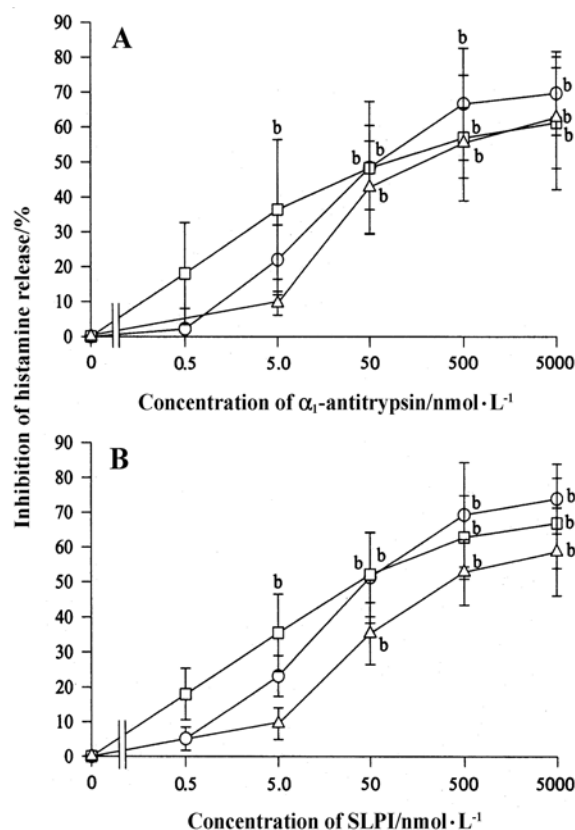 A
Inhibition of histamine release/%
90
80
70
60
50
40
30
20
10
0
b
b
b
b
b
b
b
b
b
b
0 0.5 5.0 50 500 5000
Concentration of α₁-antitrypsin/nmol·L⁻¹
B
90
80
70
60
50
40
30
20
10
0
b
b
b
b
b
b
b
b
b
b
0 0.5 5.0 50 500 5000
Concentration of SLPI/nmol·L⁻¹